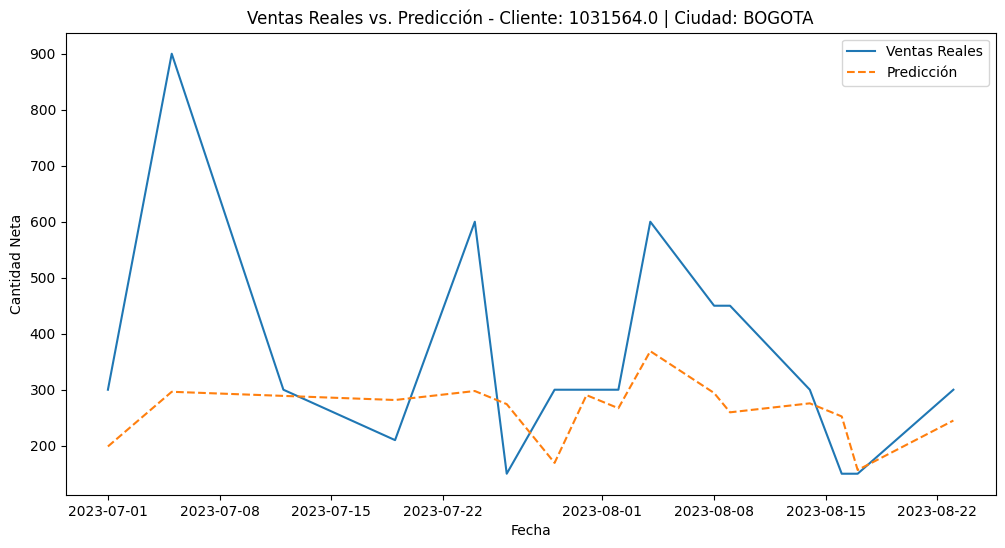 Ventas Reales vs. Predicción - Cliente: 1031564.0 | Ciudad: BOGOTA
Ventas Reales
Predicción
900
800
700
600
500
400
300
200
Cantidad Neta
2023-07-01 2023-07-08 2023-07-15 2023-07-22 2023-08-01 2023-08-08 2023-08-15 2023-08-22
Fecha